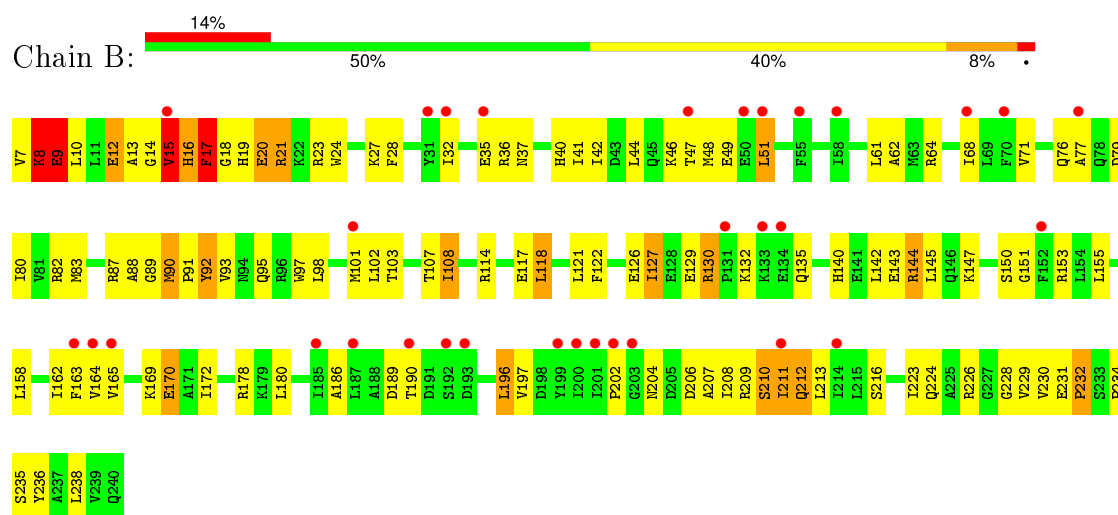 14%
Chain B:
50% 40% 8% •
V7 K8 E9 L10 L11 E12 A13 G14 V15 H16 F17 G18 H19 E20 R21 K22 R23 W24 K27 F28 Y31 I32 E35 R36 N37 H40 I41 I42 D43 L44 Q45 K46 T47 M48 E49 E50 L51 F55 I58 L61 A62 M63 R64 I68 L69 F70 V71 Q76 A77 Q78
I80 V81 R82 M83 R87 A88 G89 M90 P91 Y92 V93 N94 Q95 R96 W97 L98 M101 L102 T103 T107 I108 R114 E117 L118 L121 F122 E126 I127 E128 E129 R130 P131 K132 K133 E134 Q135 H140 E141 L142 E143 R144 L145 Q146 K147 S150 G151 F152 R153 L154 L155
L158 I162 F163 V164 V165 K169 E170 A171 I172 R178 K179 L180 I185 A186 L187 A188 D189 T190 D191 S192 D193 L196 V197 D198 Y199 I200 I201 P202 G203 N204 D205 D206 A207 I208 R209 S210 I211 Q212 L213 I214 L215 S216 I223 Q224 A225 R226 G227 G228 V229 V230 E231 P232 S233
S235 Y236 A237 L238 V239 Q240